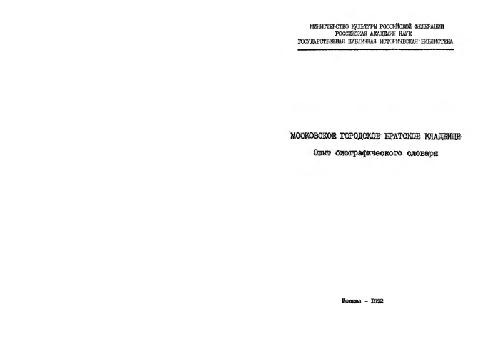 МИНИСТЕРСТВО КУЛЬТУРЫ РОССИЙСКОЙ ФЕДЕРАЦИИ
РОССИЙСКАЯ АКАДЕМИЯ НАУК
ГОСУДАРСТВЕННАЯ ПУБЛИЧНАЯ ИСТОРИЧЕСКАЯ БИБЛИОТЕКА
МОСКОВСКОЕ ГОРОДСКОЕ БРАТСКОЕ КЛАДБИЩЕ
Опыт биографического словаря
Москва - 1992